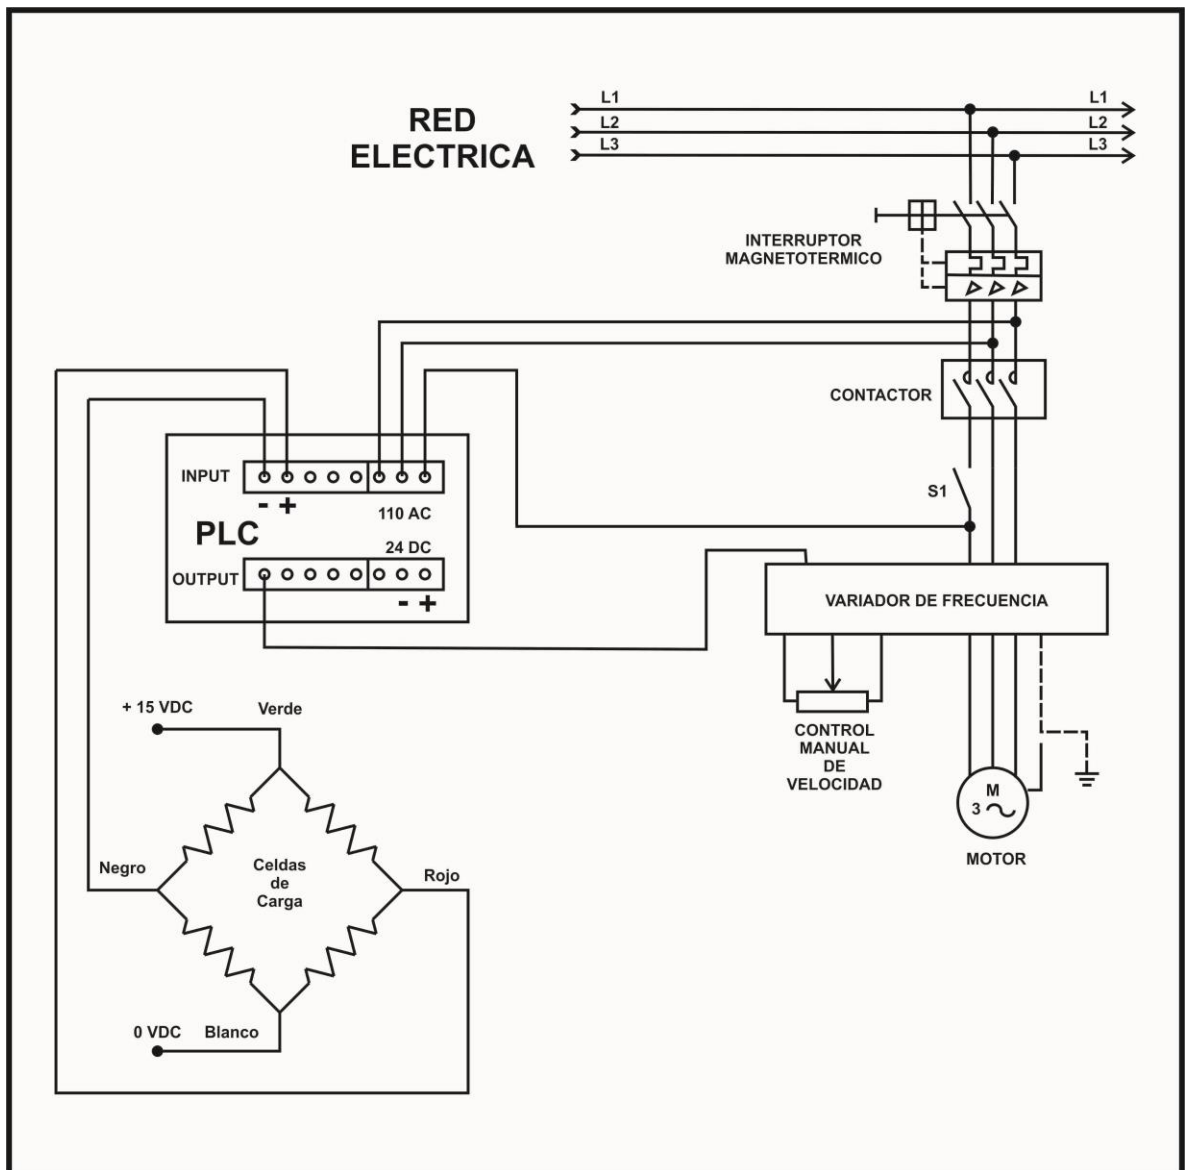 RED
ELECTRICA
L1
L1
L2
L2
L3
L3
INTERRUPTOR
MAGNETOTERMICO
CONTACTOR
S1
INPUT
- +
110 AC
PLC
24 DC
OUTPUT
- +
VARIADOR DE FRECUENCIA
CONTROL
MANUAL
DE
VELOCIDAD
M
3
MOTOR
+ 15 VDC
Verde
Negro
Celdas
de
Carga
Rojo
0 VDC
Blanco